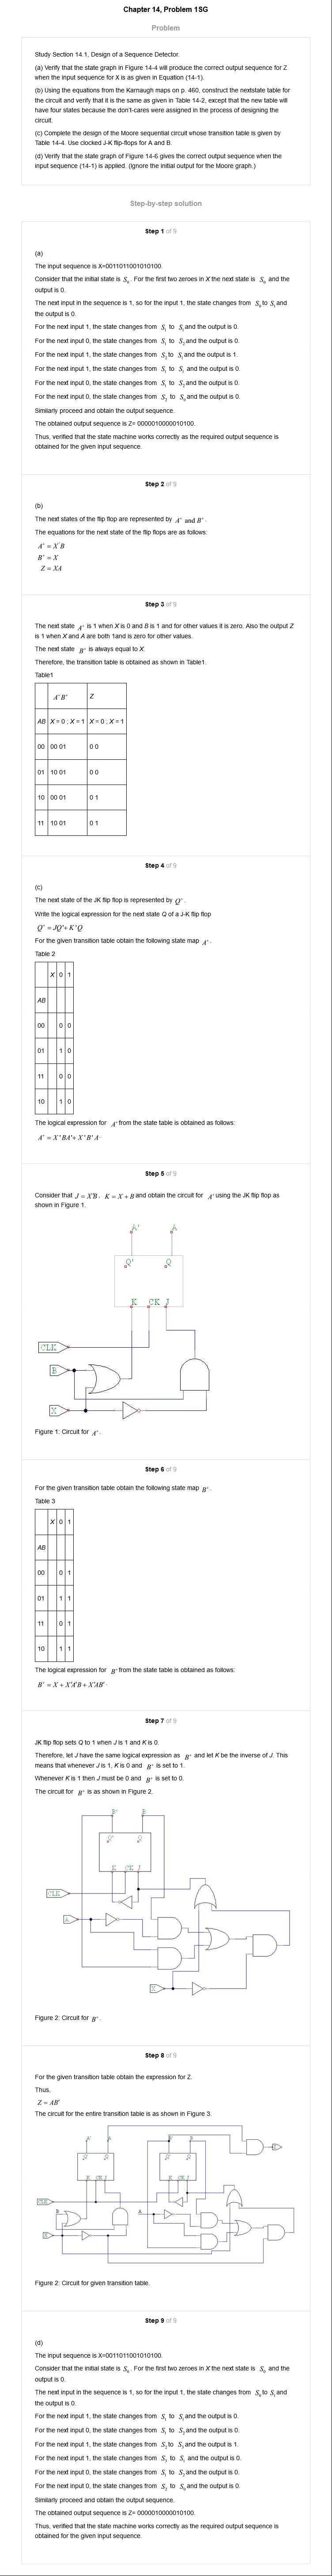 Chapter 14, Problem 1SG
Problem
Study Section 14.1, Design of a Sequence Detector.
(a) Verify that the state graph in Figure 14-4 will produce the correct output sequence for Z
when the input sequence for X is as given in Equation (14-1).
(b) Using the equations from the Karnaugh maps on p. 460, construct the nextstate table for
the circuit and verify that it is the same as given in Table 14-2, except that the new table will
have four states because the don't-cares were assigned in the process of designing the
circuit.
(c) Complete the design of the Moore sequential circuit whose transition table is given by
Table 14-4. Use clocked J-K flip-flops for A and B.
(d) Verify that the state graph of Figure 14-6 gives the correct output sequence when the
input sequence (14-1) is applied. (Ignore the initial output for the Moore graph.)
Step-by-step solution
Step 1 of 9
(a)
The input sequence is X=0011011001010100.
Consider that the initial state is S₀. For the first two zeroes in X the next state is S₀ and the
output is 0.
The next input in the sequence is 1, so for the input 1, the state changes from S₀ to S₁ and
the output is 0.
For the next input 1, the state changes from S₁ to S₁ and the output is 0.
For the next input 0, the state changes from S₁ to S₂ and the output is 0.
For the next input 1, the state changes from S₂ to S₁ and the output is 1.
For the next input 1, the state changes from S₁ to S₁ and the output is 0.
For the next input 0, the state changes from S₁ to S₂ and the output is 0.
For the next input 0, the state changes from S₂ to S₀ and the output is 0.
Similarly proceed and obtain the output sequence.
The obtained output sequence is Z= 0000010000010100.
Thus, verified that the state machine works correctly as the required output sequence is
obtained for the given input sequence.
Step 2 of 9
(b)
The next states of the flip flop are represented by A⁺ and B⁺.
The equations for the next state of the flip flops are as follows:
A⁺ = X'B
B⁺ = X
Z = XA
Step 3 of 9
The next state A⁺ is 1 when X is 0 and B is 1 and for other values it is zero. Also the output Z
is 1 when X and A are both 1and is zero for other values.
The next state B⁺ is always equal to X.
Therefore, the transition table is obtained as shown in Table1.
Table1
A⁺B⁺ Z
AB X = 0 ; X = 1 X = 0 ; X = 1
00 00 01 0 0
01 10 01 0 0
10 00 01 0 1
11 10 01 0 1
Step 4 of 9
(c)
The next state of the JK flip flop is represented by Q⁺.
Write the logical expression for the next state Q of a J-K flip flop
Q⁺ = JQ'+K'Q
For the given transition table obtain the following state map A⁺.
Table 2
X 0 1
AB
00 0 0
01 1 0
11 0 0
10 1 0
The logical expression for A⁺ from the state table is obtained as follows:
A⁺ = X'BA'+X'B'A.
Step 5 of 9
Consider that J = X'B. K = X + B and obtain the circuit for A⁺ using the JK flip flop as
shown in Figure 1.
A' A
Q' Q
K CK J
CLK
B
X
Figure 1: Circuit for A⁺.
Step 6 of 9
For the given transition table obtain the following state map B⁺.
Table 3
X 0 1
AB
00 0 1
01 1 1
11 0 1
10 1 1
The logical expression for B⁺ from the state table is obtained as follows:
B⁺ = X + X'A'B + X'AB'.
Step 7 of 9
JK flip flop sets Q to 1 when J is 1 and K is 0.
Therefore, let J have the same logical expression as B⁺ and let K be the inverse of J. This
means that whenever J is 1, K is 0 and B⁺ is set to 1.
Whenever K is 1 then J must be 0 and B⁺ is set to 0.
The circuit for B⁺ is as shown in Figure 2.
B' B
Q' Q
K CK J
CLK
A
X
Figure 2: Circuit for B⁺.
Step 8 of 9
For the given transition table obtain the expression for Z.
Thus,
Z = AB'
The circuit for the entire transition table is as shown in Figure 3.
A' A B' B Z
Q' Q Q' Q
K CK J K CK J
CLK
B A
X
Figure 2: Circuit for given transition table.
Step 9 of 9
(d)
The input sequence is X=0011011001010100.
Consider that the initial state is S₀. For the first two zeroes in X the next state is S₀ and the
output is 0.
The next input in the sequence is 1, so for the input 1, the state changes from S₀ to S₁ and
the output is 0.
For the next input 1, the state changes from S₁ to S₁ and the output is 0.
For the next input 0, the state changes from S₁ to S₂ and the output is 0.
For the next input 1, the state changes from S₂ to S₃ and the output is 1.
For the next input 1, the state changes from S₃ to S₁ and the output is 0.
For the next input 0, the state changes from S₁ to S₂ and the output is 0.
For the next input 0, the state changes from S₂ to S₀ and the output is 0.
Similarly proceed and obtain the output sequence.
The obtained output sequence is Z= 0000010000010100.
Thus, verified that the state machine works correctly as the required output sequence is
obtained for the given input sequence.